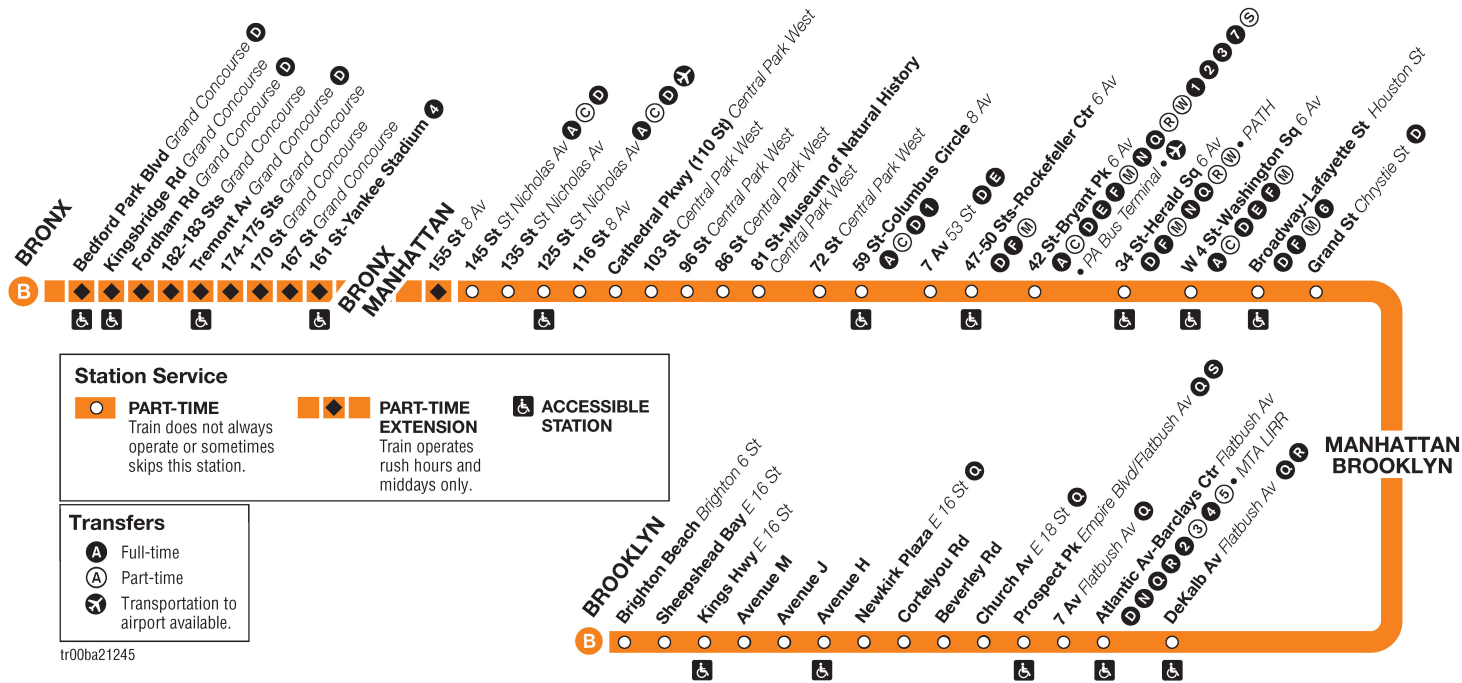 BRONX
B
Bedford Park Blvd Grand Concourse D
Kingsbridge Rd Grand Concourse D
Fordham Rd Grand Concourse D
182-183 Sts Grand Concourse
Tremont Av Grand Concourse D
174-175 Sts Grand Concourse
170 St Grand Concourse
167 St Grand Concourse
161 St-Yankee Stadium 4
BRONX
MANHATTAN
155 St 8 Av
145 St St Nicholas Av A C D
135 St St Nicholas Av
125 St St Nicholas Av A C D
116 St 8 Av
Cathedral Pkwy (110 St) Central Park West
103 St Central Park West
96 St Central Park West
86 St Central Park West
81 St-Museum of Natural History
Central Park West
72 St Central Park West
59 St-Columbus Circle 8 Av
A C D 1
7 Av 53 St D E
47-50 Sts-Rockefeller Ctr 6 Av
D F M
42 St-Bryant Pk 6 Av
A C D E F M N Q R W 1 2 3 7 S
• PA Bus Terminal •
34 St-Herald Sq 6 Av
D F M N Q R W • PATH
W 4 St-Washington Sq 6 Av
A C D E F M
Broadway-Lafayette St Houston St
D F M 6
Grand St Chrystie St D
MANHATTAN
BROOKLYN
Station Service
PART-TIME
Train does not always
operate or sometimes
skips this station.
PART-TIME
EXTENSION
Train operates
rush hours and
middays only.
ACCESSIBLE
STATION
Transfers
A Full-time
A Part-time
Transportation to
airport available.
tr00ba21245
BROOKLYN
B
Brighton Beach Brighton 6 St
Sheepshead Bay E 16 St
Kings Hwy E 16 St
Avenue M
Avenue J
Avenue H
Newkirk Plaza E 16 St Q
Cortelyou Rd
Beverley Rd
Church Av E 18 St Q
Prospect Pk Empire Blvd/Flatbush Av Q S
7 Av Flatbush Av Q
Atlantic Av-Barclays Ctr Flatbush Av
D N Q R 2 3 4 5 • MTA LIRR
DeKalb Av Flatbush Av Q R